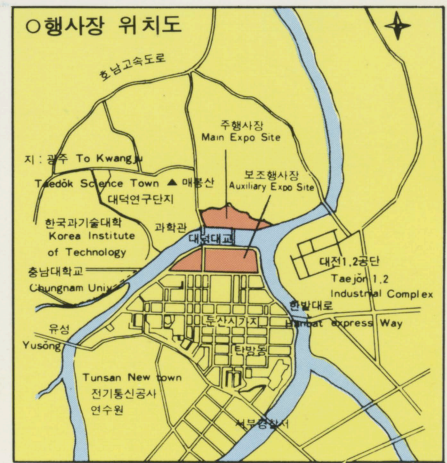 ○행사장 위치도
호남고속도로
주행사장
Main Expo Site
지 : 광주 To Kwangju
보조행사장
Auxiliary Expo Site
Taedŏk Science Town ▲ 매봉산
대덕연구단지
한국과기술대학
Korea Institute
of Technology
과학관
대덕대교
대전1,2공단
Taejŏn 1,2
Industrial Complex
충남대학교
Chungnam Univ
한밭대로
Hanbat express Way
둔산시가지
유성
Yusŏng
탄방동
Tunsan New town
전기통신공사
연수원
서부경찰서